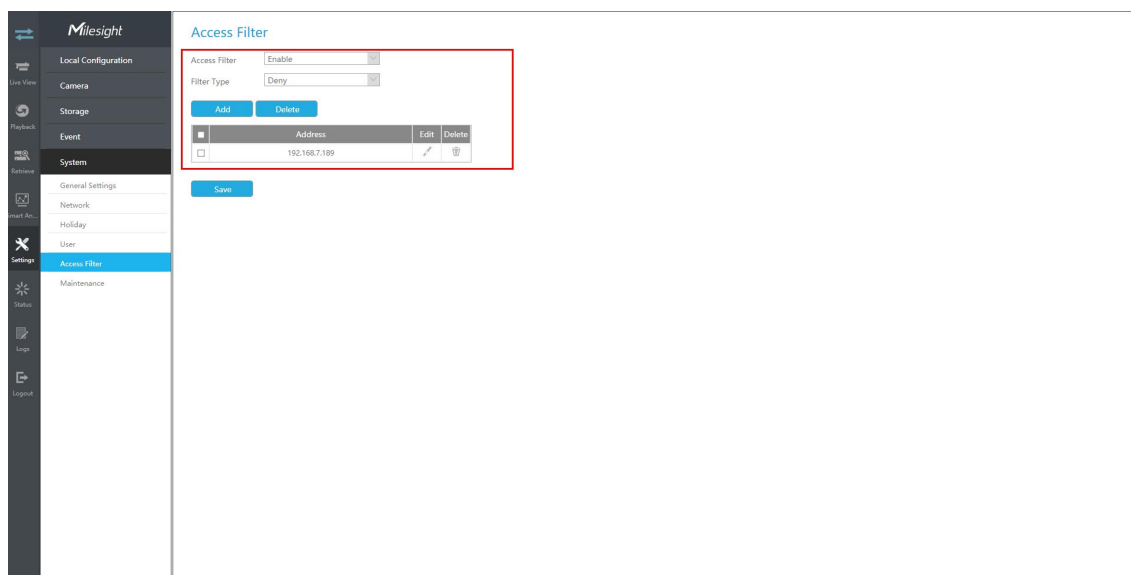 Milesight
Live View
Playback
Retrieve
Smart An...
Settings
Status
Logs
Logout
Local Configuration
Camera
Storage
Event
System
General Settings
Network
Holiday
User
Access Filter
Maintenance
Access Filter
Access Filter Enable
Filter Type Deny
Add Delete
Address Edit Delete
192.168.7.189
Save